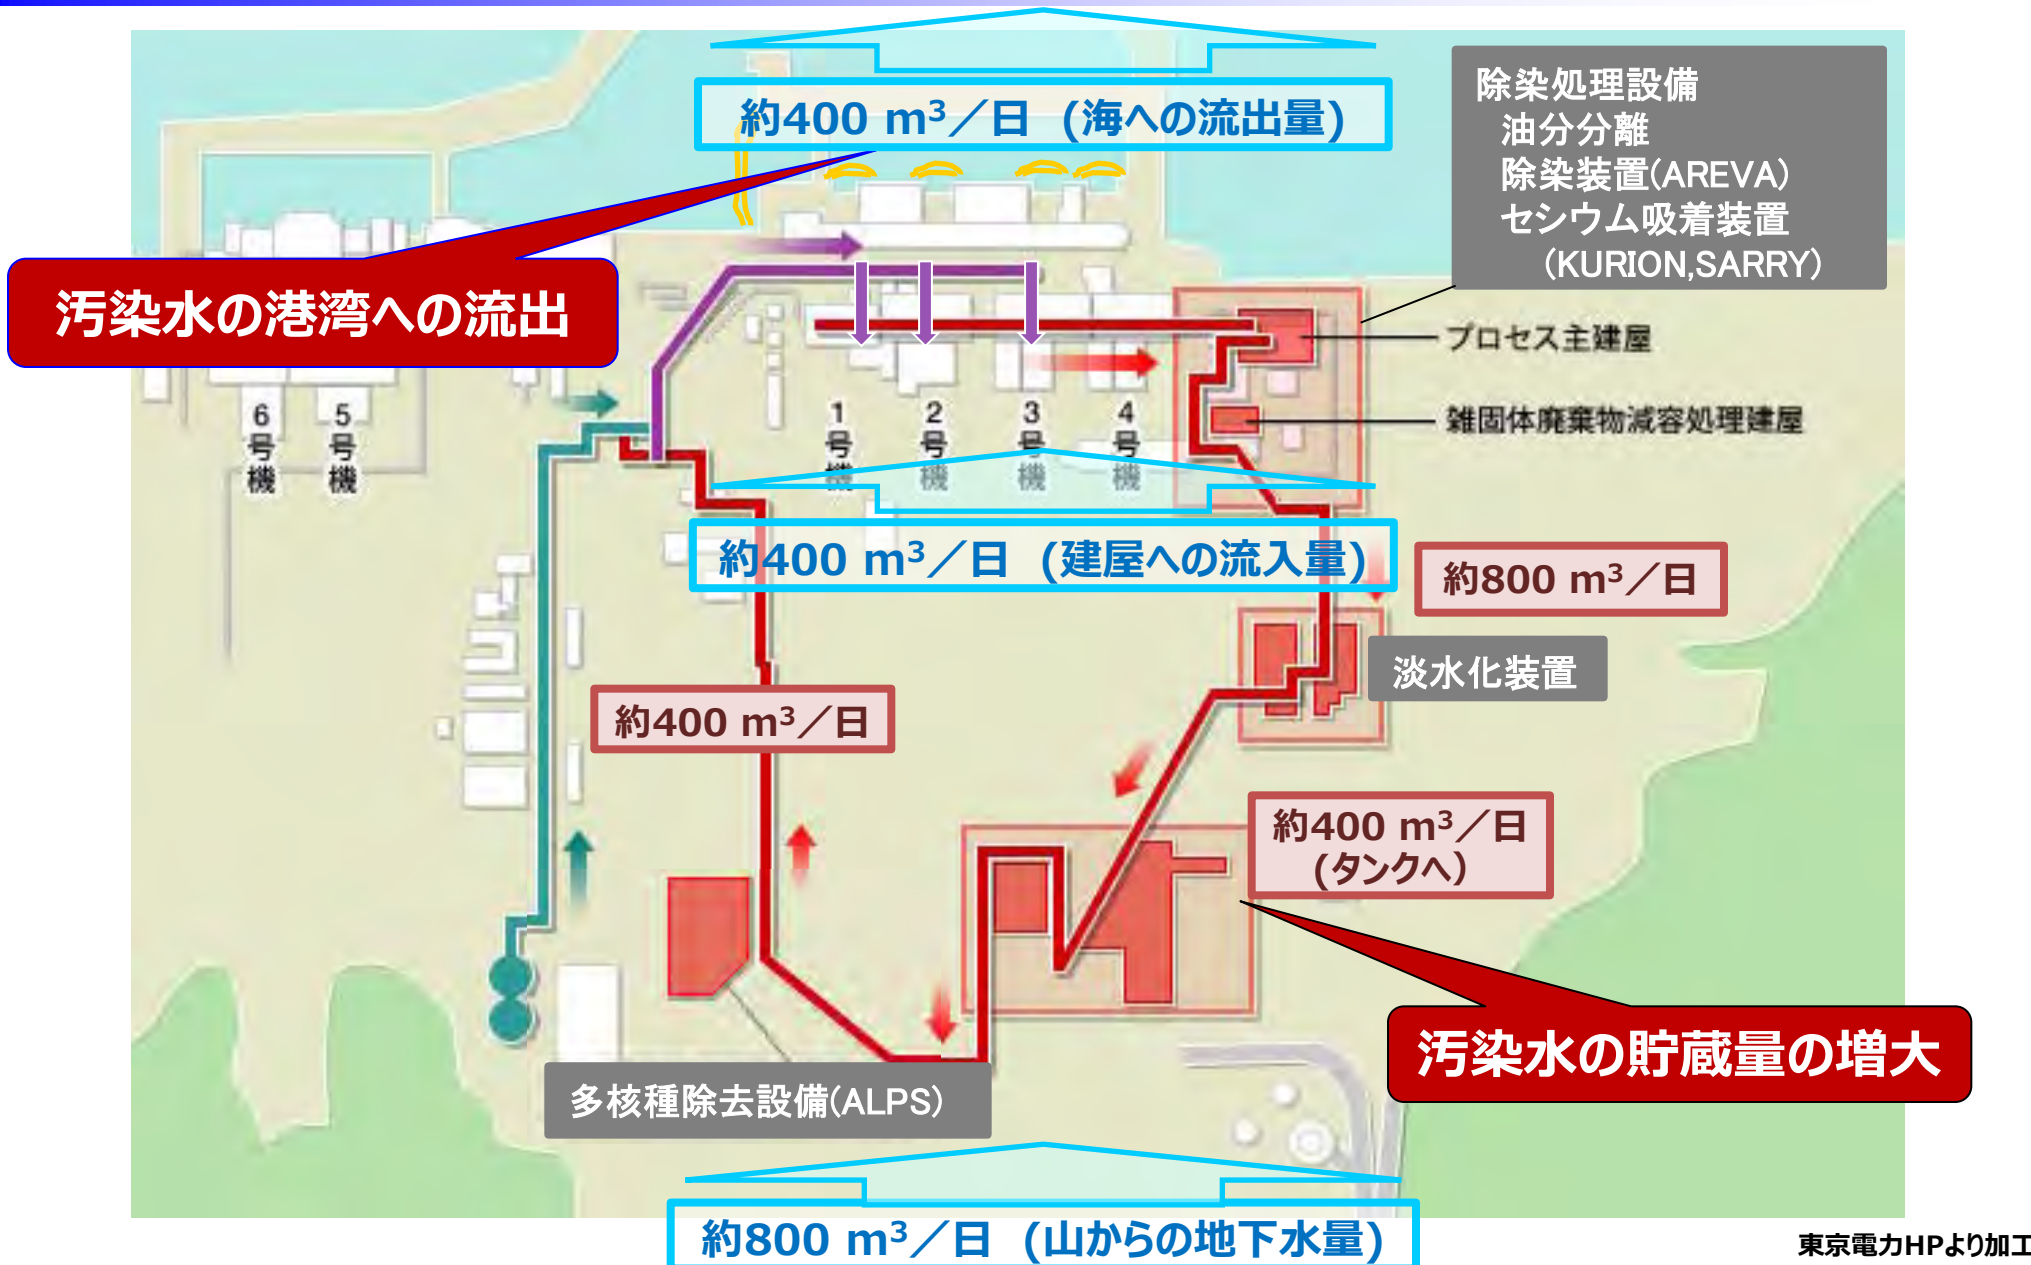 約400 m³／日 (海への流出量)
除染処理設備
油分分離
除染装置(AREVA)
セシウム吸着装置
(KURION,SARRY)
汚染水の港湾への流出
プロセス主建屋
雑固体廃棄物減容処理建屋
6号機
5号機
1号機
2号機
3号機
4号機
約400 m³／日 (建屋への流入量)
約800 m³／日
淡水化装置
約400 m³／日
約400 m³／日
(タンクへ)
汚染水の貯蔵量の増大
多核種除去設備(ALPS)
約800 m³／日 (山からの地下水量)
東京電力HPより加工